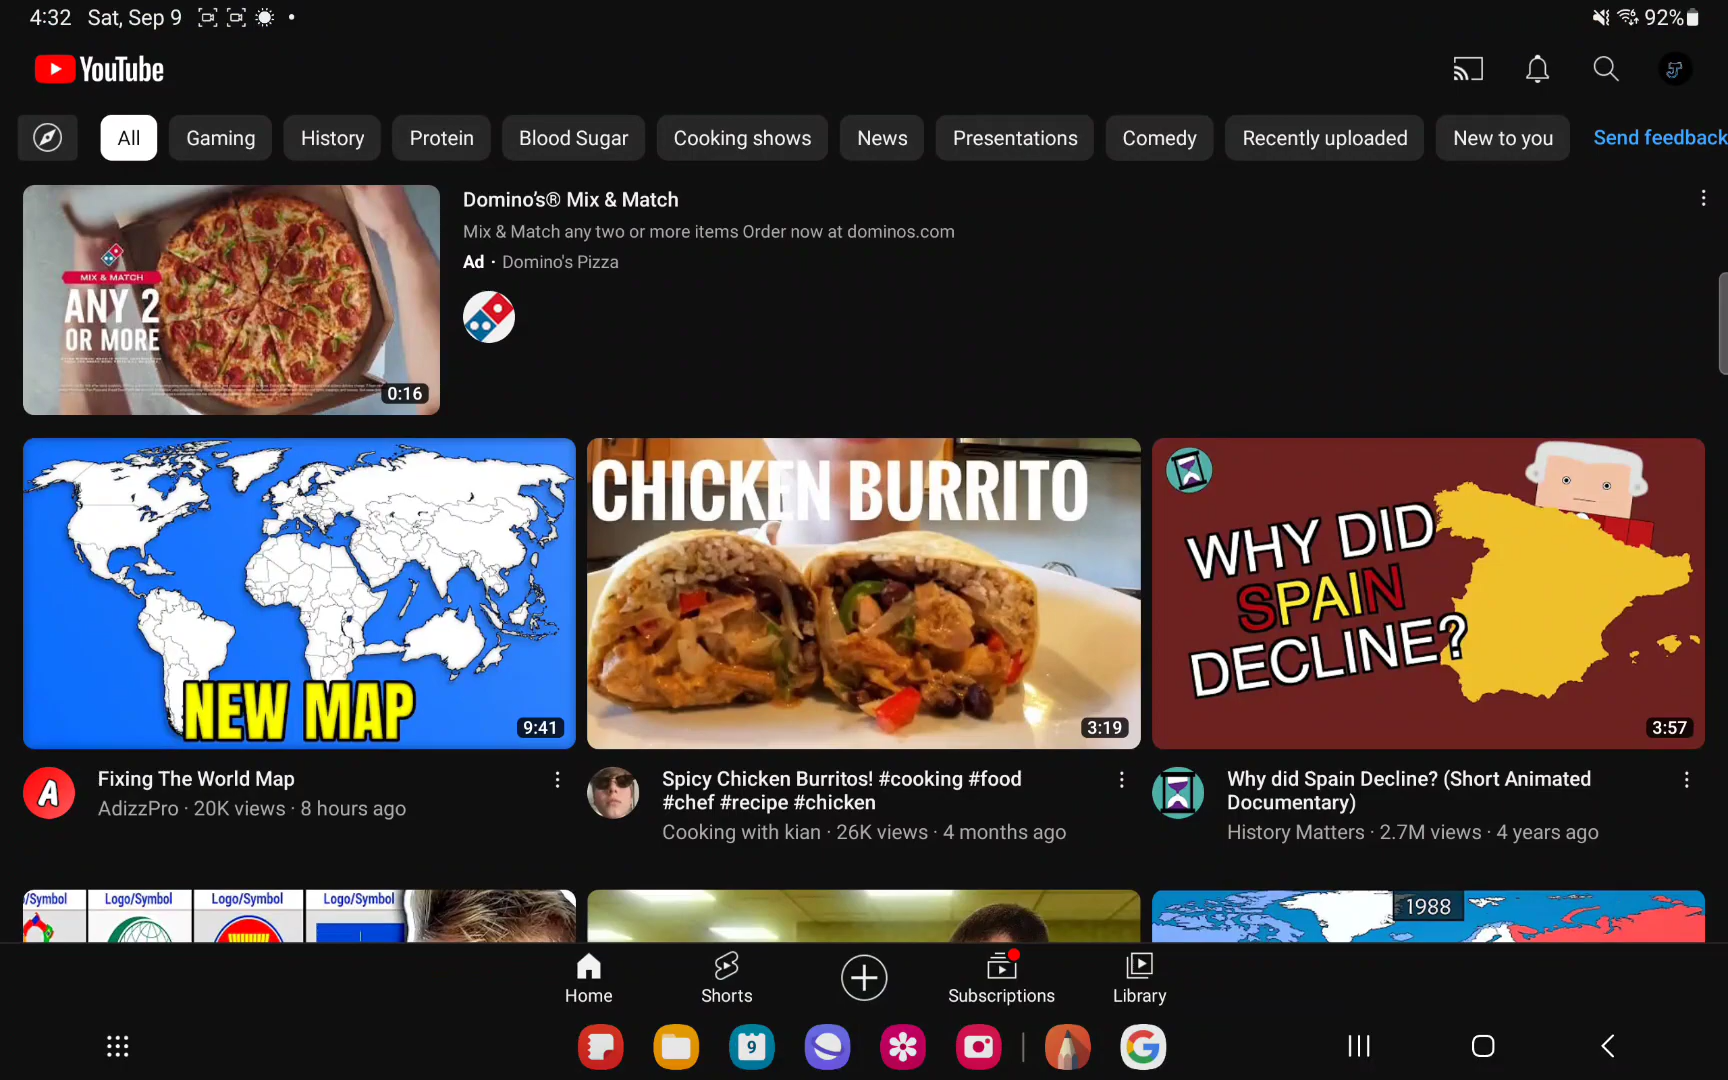 4:32 Sat, Sep 9
92%
YouTube
All
Gaming
History
Protein
Blood Sugar
Cooking shows
News
Presentations
Comedy
Recently uploaded
New to you
Send feedback
MIX & MATCH
ANY 2
OR MORE
0:16
Domino's® Mix & Match
Mix & Match any two or more items Order now at dominos.com
Ad · Domino's Pizza
NEW MAP
9:41
CHICKEN BURRITO
3:19
WHY DID
SPAIN
DECLINE?
3:57
Fixing The World Map
AdizzPro · 20K views · 8 hours ago
Spicy Chicken Burritos! #cooking #food
#chef #recipe #chicken
Cooking with kian · 26K views · 4 months ago
Why did Spain Decline? (Short Animated
Documentary)
History Matters · 2.7M views · 4 years ago
/Symbol
Logo/Symbol
Logo/Symbol
Logo/Symbol
1988
Home
Shorts
Subscriptions
Library
9